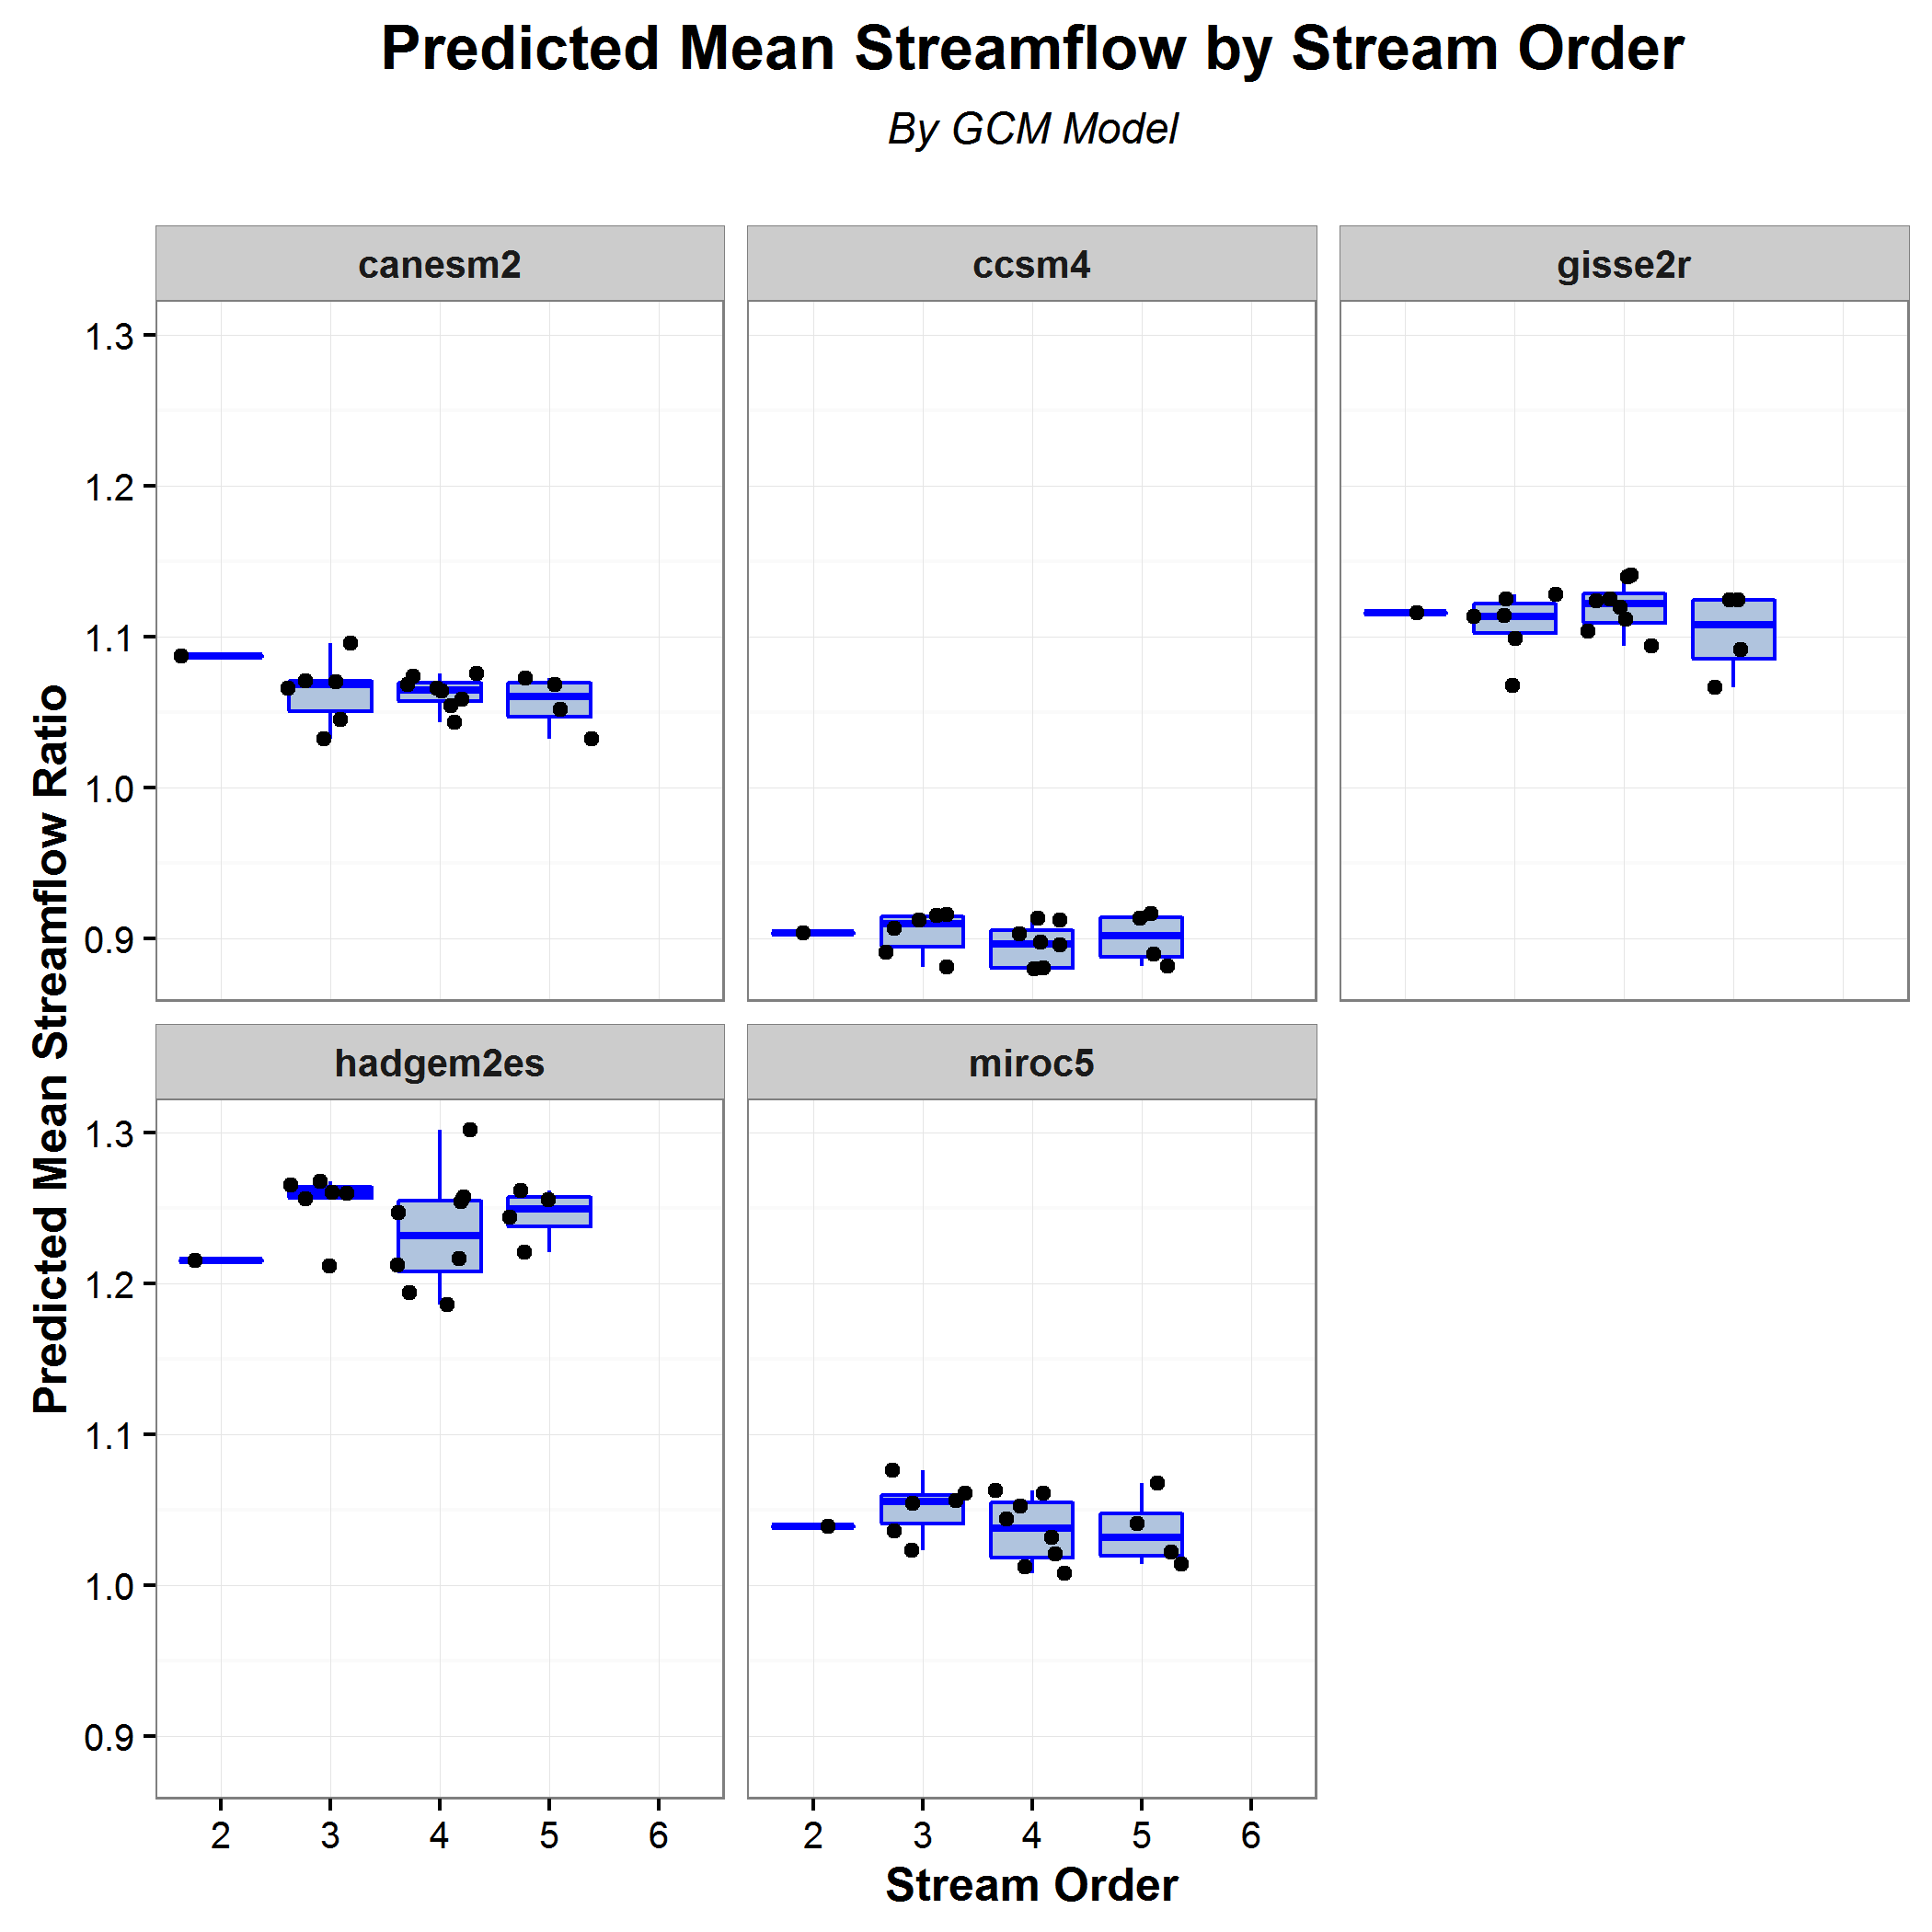 Predicted Mean Streamflow by Stream Order
By GCM Model
canesm2
ccsm4
gisse2r
1.3
1.2
1.1
1.0
0.9
Predicted Mean Streamflow Ratio
hadgem2es
miroc5
1.3
1.2
1.1
1.0
0.9
2 3 4 5 6
2 3 4 5 6
Stream Order